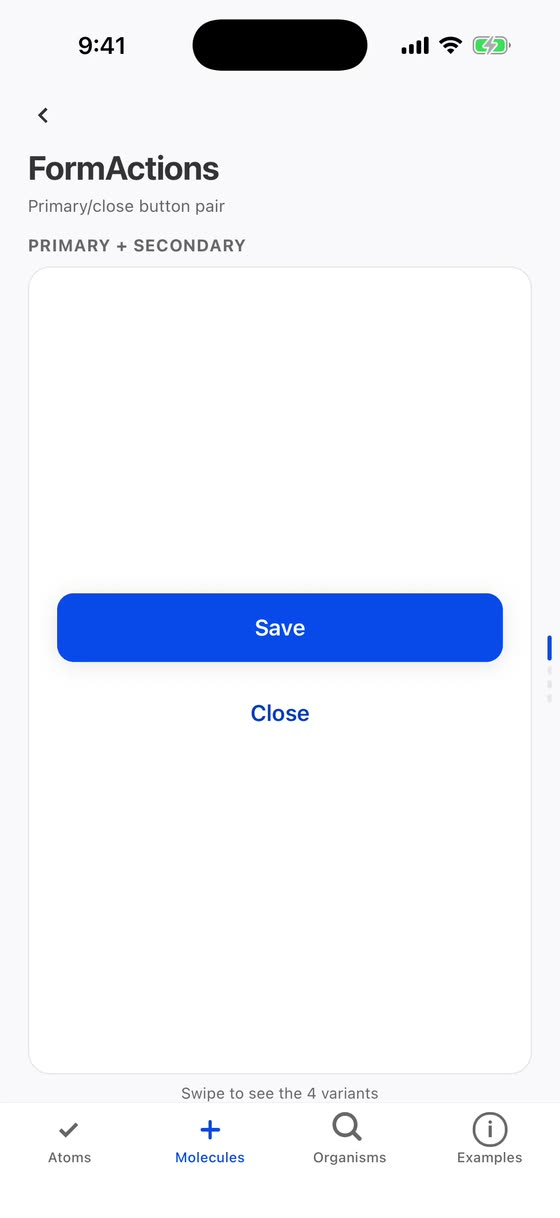 9:41
FormActions
Primary/close button pair
PRIMARY + SECONDARY
Save
Close
Swipe to see the 4 variants
Atoms
Molecules
Organisms
Examples